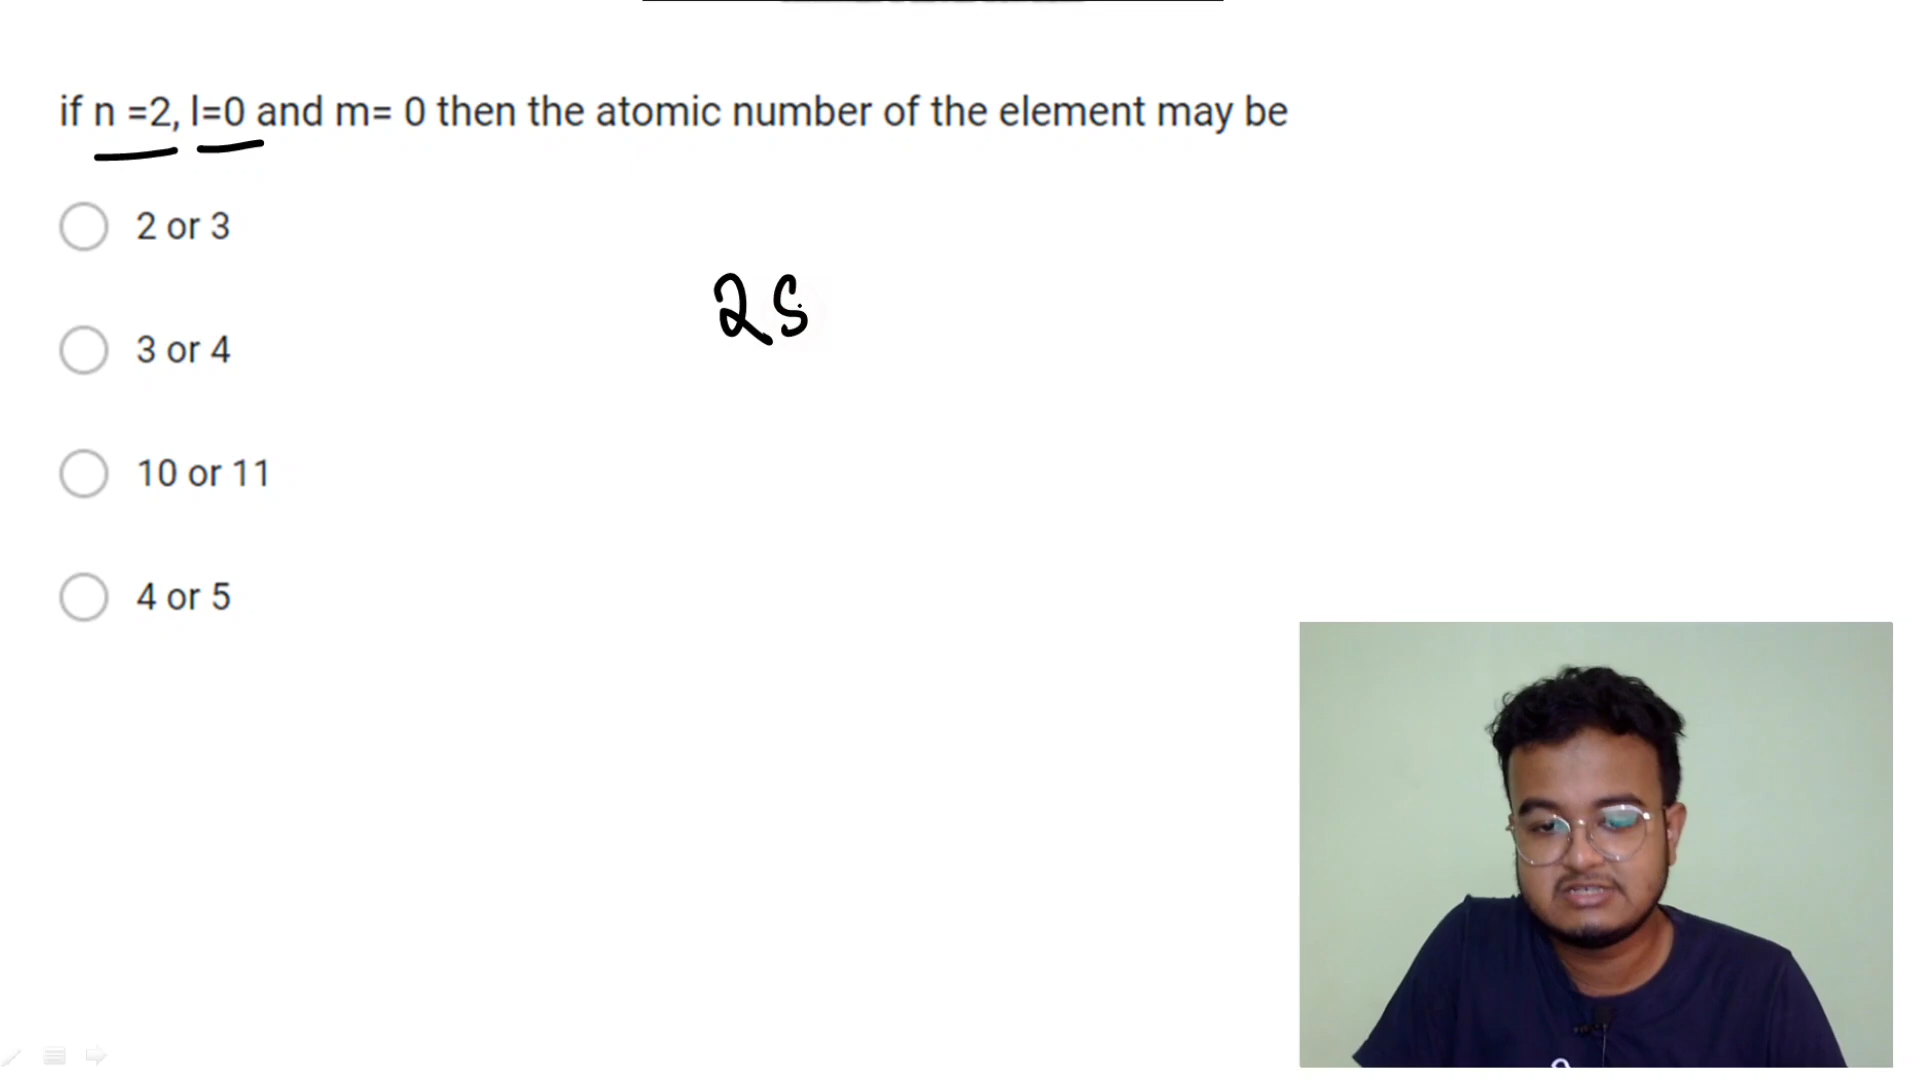 if n =2, l=0 and m= 0 then the atomic number of the element may be
2 or 3
2s
3 or 4
10 or 11
4 or 5